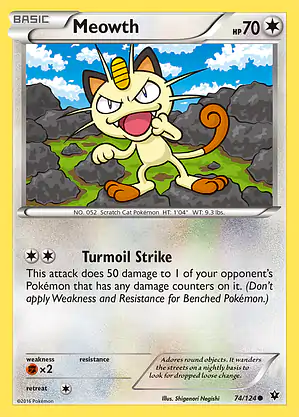 BASIC
Meowth
HP 70
NO. 052 Scratch Cat Pokémon HT: 1'04" WT: 9.3 lbs.
Turmoil Strike
This attack does 50 damage to 1 of your opponent's
Pokémon that has any damage counters on it. (Don't
apply Weakness and Resistance for Benched Pokémon.)
weakness
resistance
×2
retreat
Adores round objects. It wanders
the streets on a nightly basis to
look for dropped loose change.
©2016 Pokémon
Illus. Shigenori Negishi
74/124